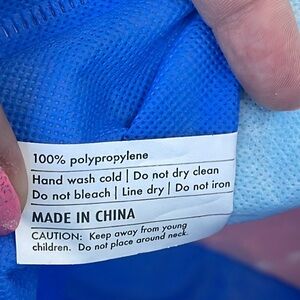 100% polypropylene
Hand wash cold | Do not dry clean
Do not bleach | Line dry | Do not iron
MADE IN CHINA
CAUTION: Keep away from young
children. Do not place around neck.